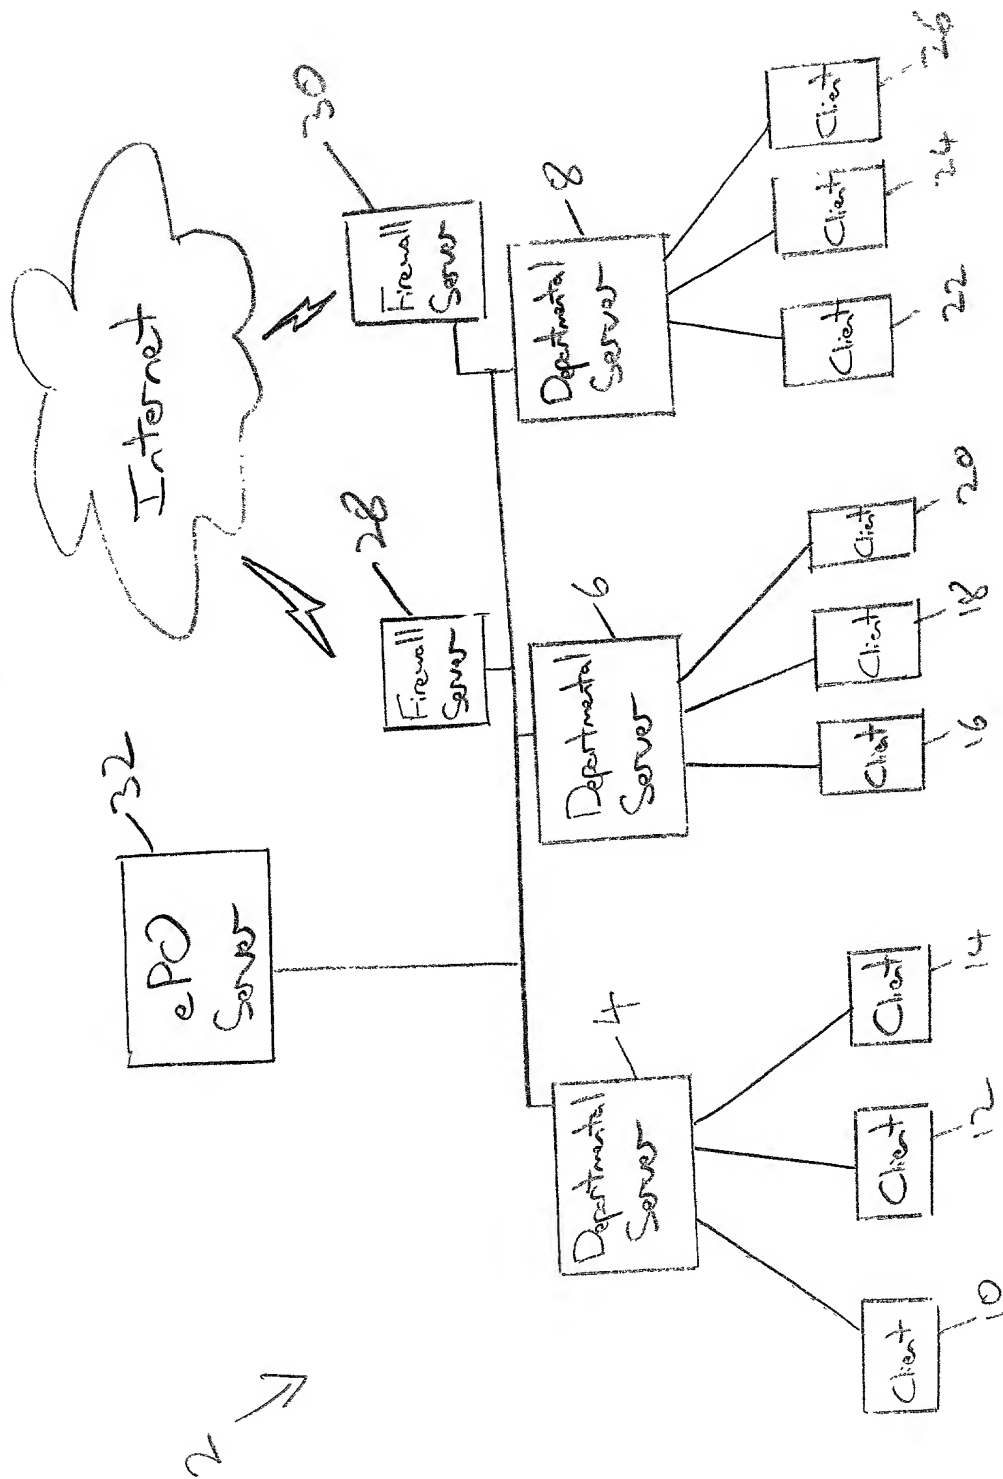 2
ePO
Server
32
Internet
Firewall
Server
28
Firewall
Server
30
Departmental
Server
4
Departmental
Server
6
Departmental
Server
8
Client
10
Client
12
Client
14
Client
16
Client
18
Client
20
Client
22
Client
24
Client
26